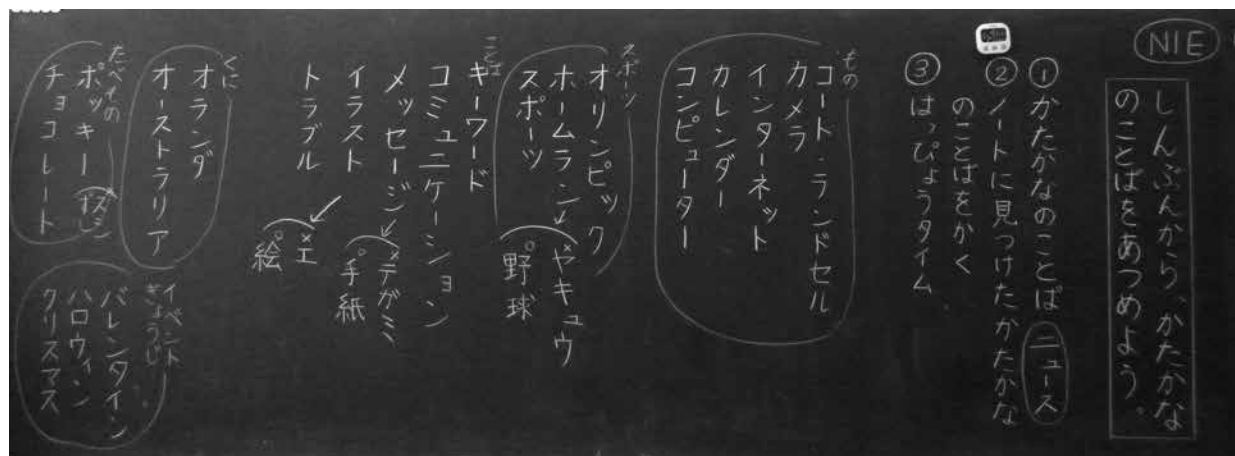 NIE
しんぶんから、かたかな
のことばをあつめよう。
①かたかなのことば ニュース
②ノートに見つけたかたかな
のことばをかく
③はっぴょうタイム
もの
コート・ランドセル
カメラ
インターネット
カレンダー
コンピューター
スポーツ
オリンピック
ホームラン
スポーツ
×ヤキュウ
○野球
ことば
キーワード
コミュニケーション
メッセージ
×テガミ
○手紙
イラスト
×エ
○絵
トラブル
くに
オランダ
オーストラリア
たべもの
ポッキー
チョコレート
イベント
ぎょうじ
バレンタイン
ハロウィン
クリスマス